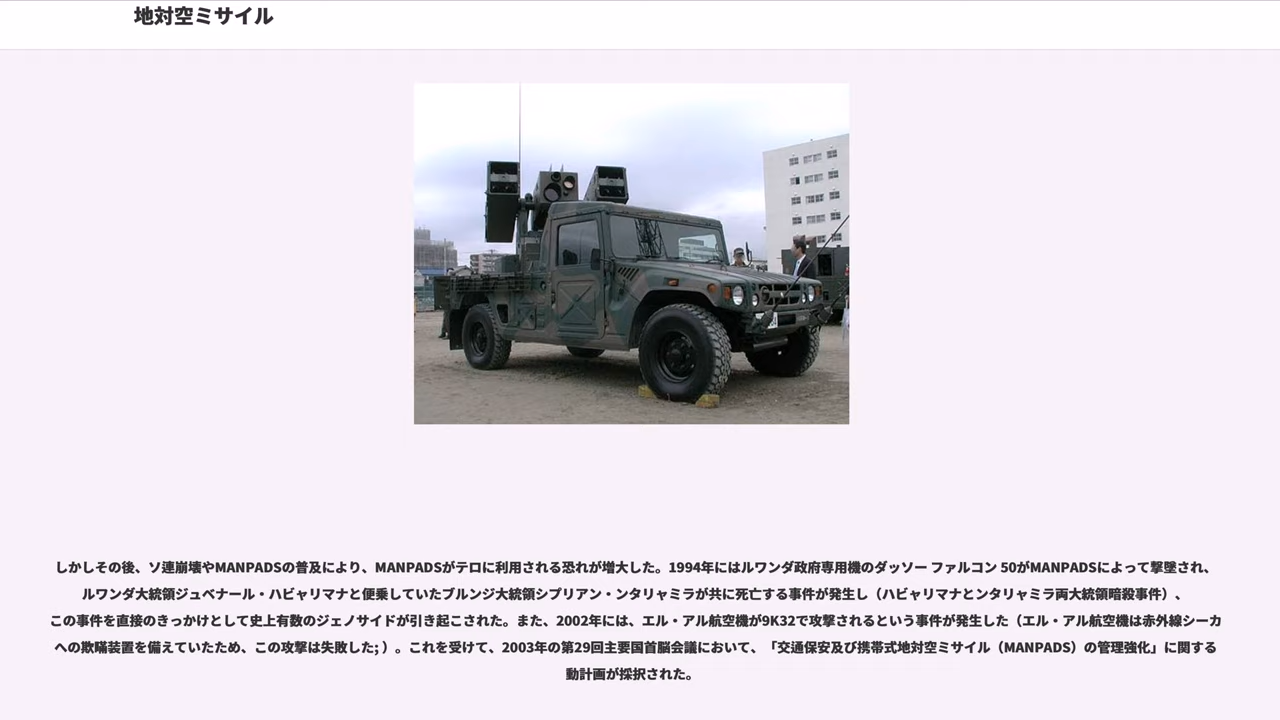 地対空ミサイル
しかしその後、ソ連崩壊やMANPADSの普及により、MANPADSがテロに利用される恐れが増大した。1994年にはルワンダ政府専用機のダッソー ファルコン 50がMANPADSによって撃墜され、
ルワンダ大統領ジュベナール・ハビャリマナと便乗していたブルンジ大統領シプリアン・ンタリャミラが共に死亡する事件が発生し（ハビャリマナとンタリャミラ両大統領暗殺事件）、
この事件を直接のきっかけとして史上有数のジェノサイドが引き起こされた。また、2002年には、エル・アル航空機が9K32で攻撃されるという事件が発生した（エル・アル航空機は赤外線シーカ
への欺瞞装置を備えていたため、この攻撃は失敗した; ）。これを受けて、2003年の第29回主要国首脳会議において、「交通保安及び携帯式地対空ミサイル（MANPADS）の管理強化」に関する
動計画が採択された。